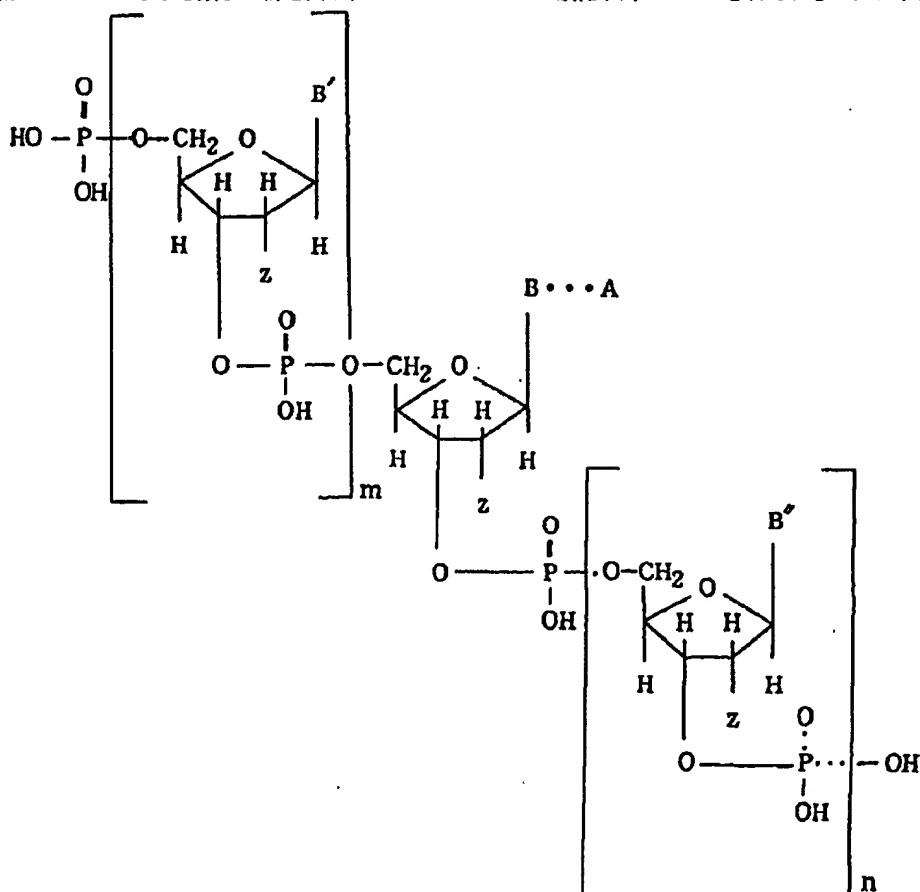 O B′
HO P O CH2 O
OH H H
H H
z
B···A
O
O P O CH2 O
OH H H
m H H
z
B″
O
O P O CH2 O
OH H H
H H
z O
O P OH
OH
n